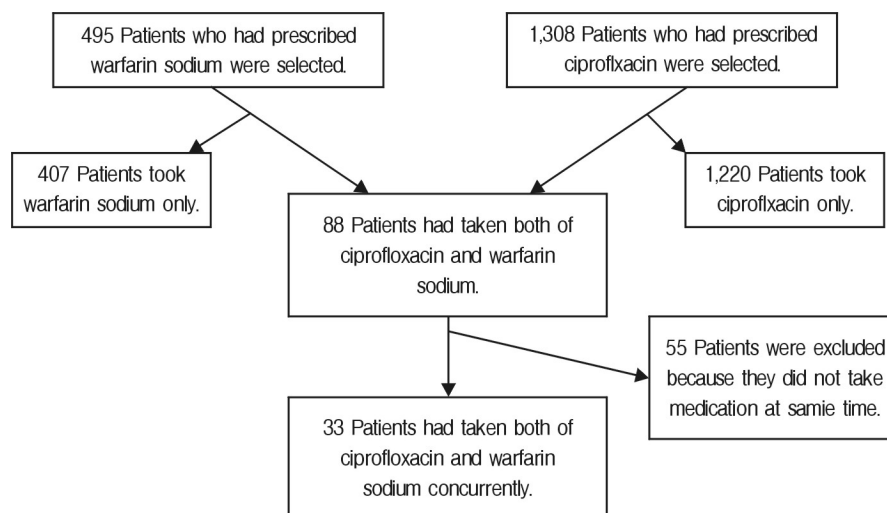 495 Patients who had prescribed
warfarin sodium were selected.
1,308 Patients who had prescribed
ciproflxacin were selected.
407 Patients took
warfarin sodium only.
1,220 Patients took
ciproflxacin only.
88 Patients had taken both of
ciprofloxacin and warfarin
sodium.
55 Patients were excluded
because they did not take
medication at samie time.
33 Patients had taken both of
ciprofloxacin and warfarin
sodium concurrently.